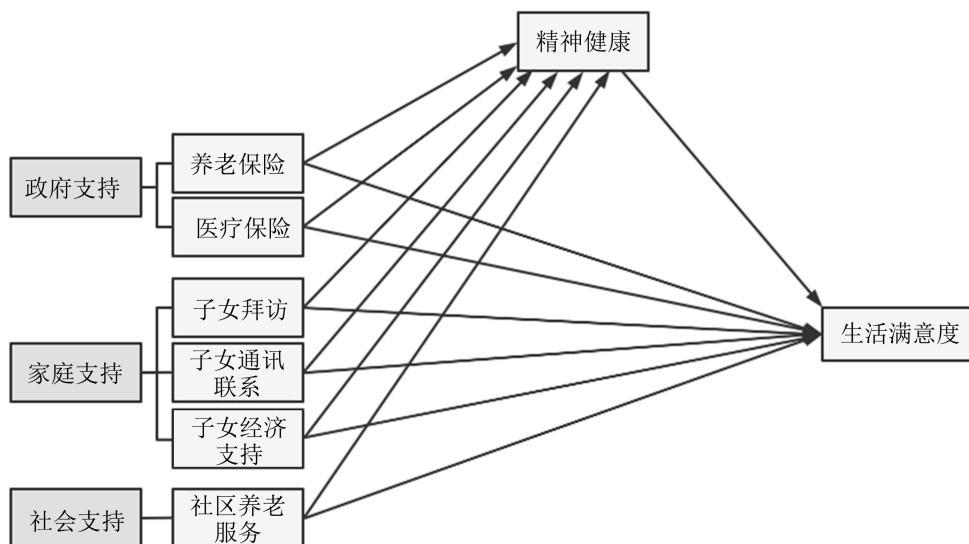 精神健康
养老保险
政府支持
医疗保险
子女拜访
生活满意度
子女通讯
联系
家庭支持
子女经济
支持
社区养老
服务
社会支持